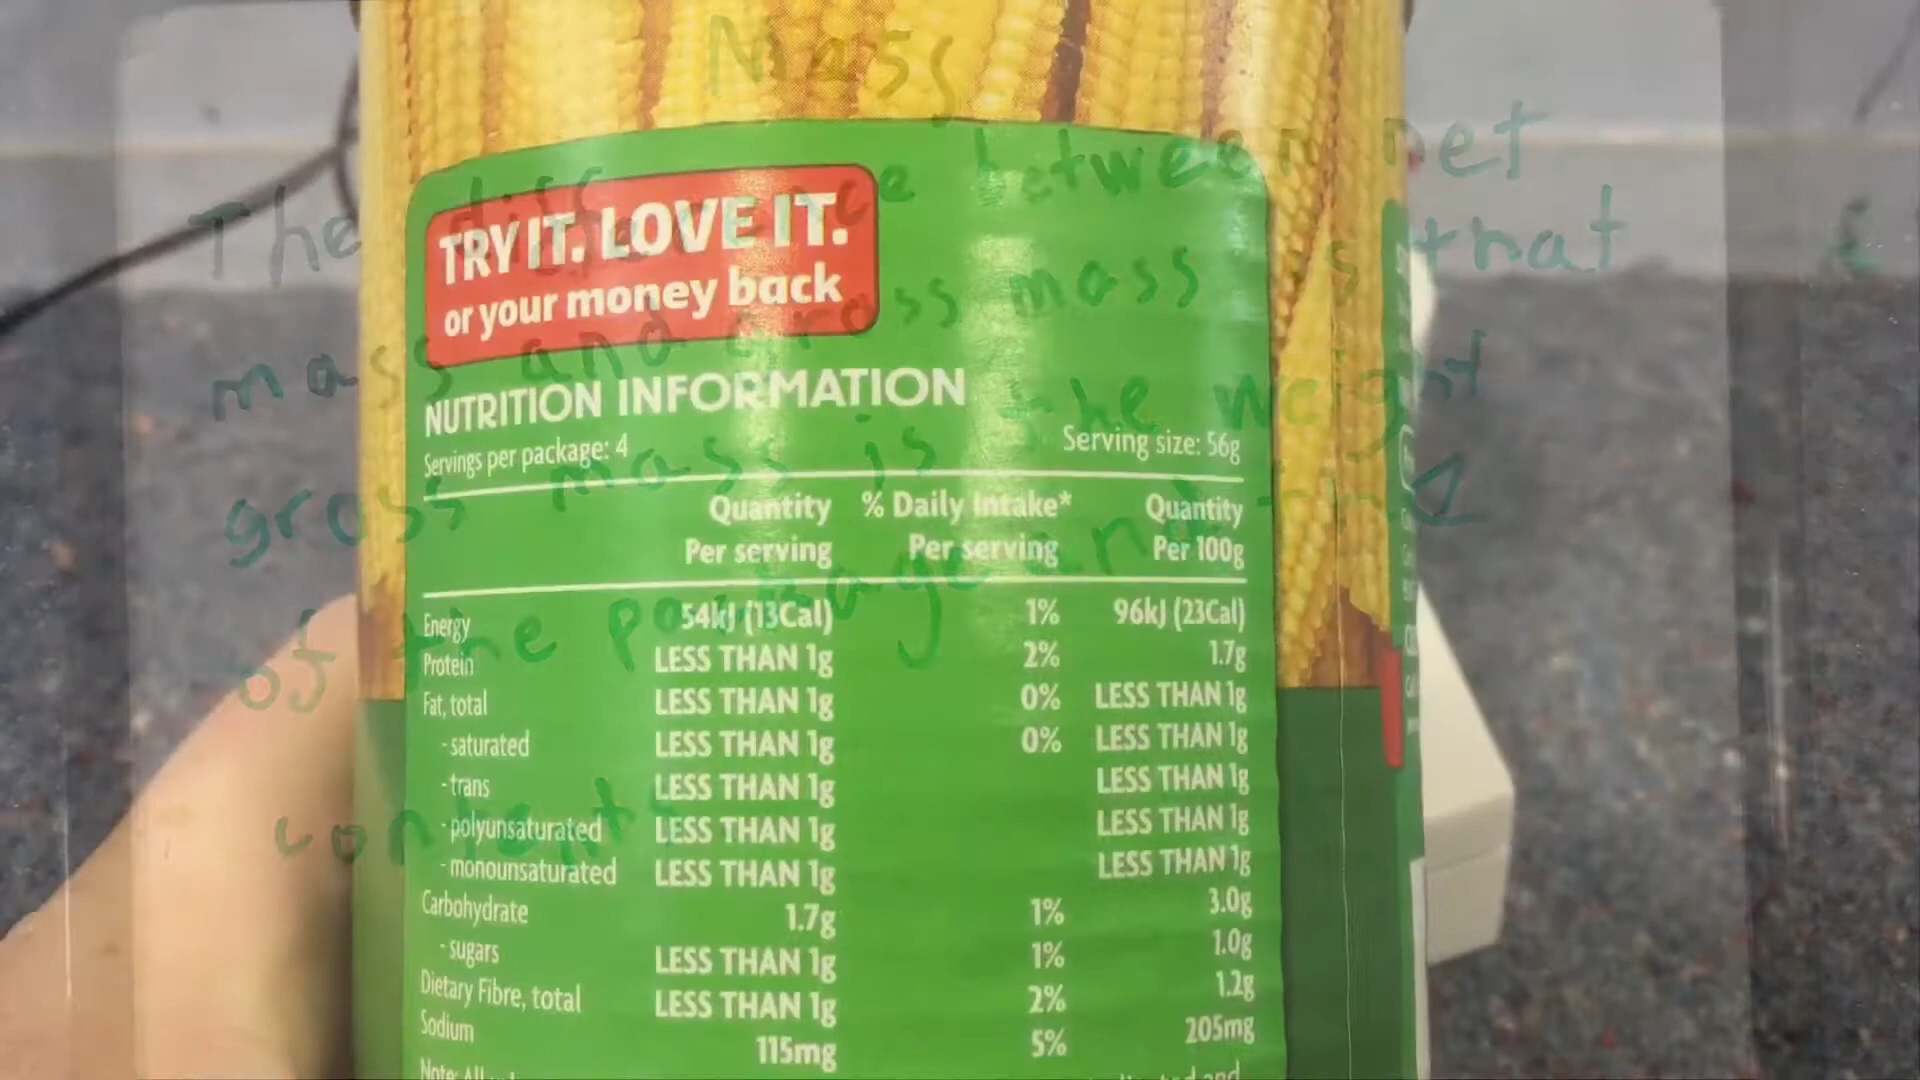 Mass
The difference between net
mass and gross mass is that
gross mass is the weight
of the package and the
contents
TRY IT. LOVE IT.
or your money back
NUTRITION INFORMATION
Servings per package: 4 Serving size: 56g
Quantity % Daily Intake* Quantity
Per serving Per serving Per 100g
Energy 54kJ (13Cal) 1% 96kJ (23Cal)
Protein LESS THAN 1g 2% 1.7g
Fat, total LESS THAN 1g 0% LESS THAN 1g
- saturated LESS THAN 1g 0% LESS THAN 1g
- trans LESS THAN 1g LESS THAN 1g
- polyunsaturated LESS THAN 1g LESS THAN 1g
- monounsaturated LESS THAN 1g LESS THAN 1g
Carbohydrate 1.7g 1% 3.0g
- sugars LESS THAN 1g 1% 1.0g
Dietary Fibre, total LESS THAN 1g 2% 1.2g
Sodium 115mg 5% 205mg
Note: All and